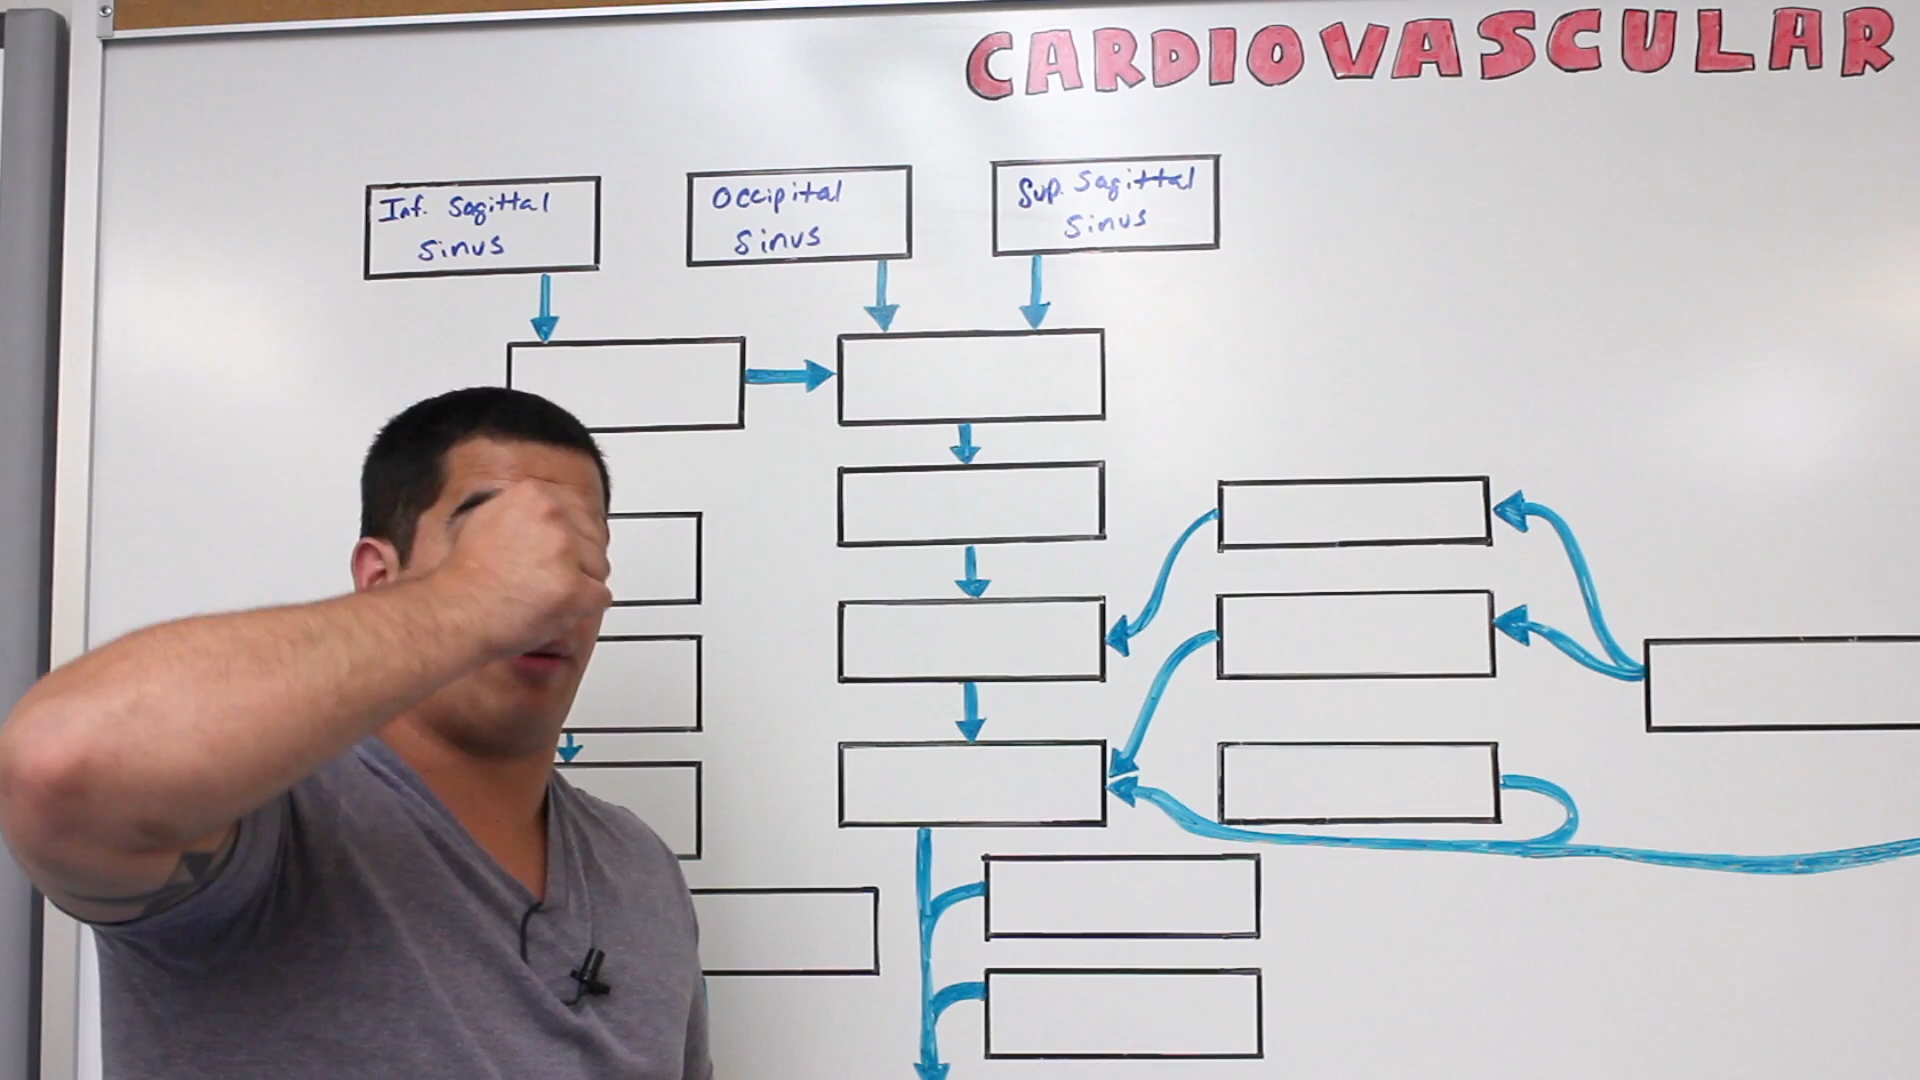 CARDIOVASCULAR
Inf. Sagittal
Sinus
Occipital
Sinus
Sup. Sagittal
Sinus